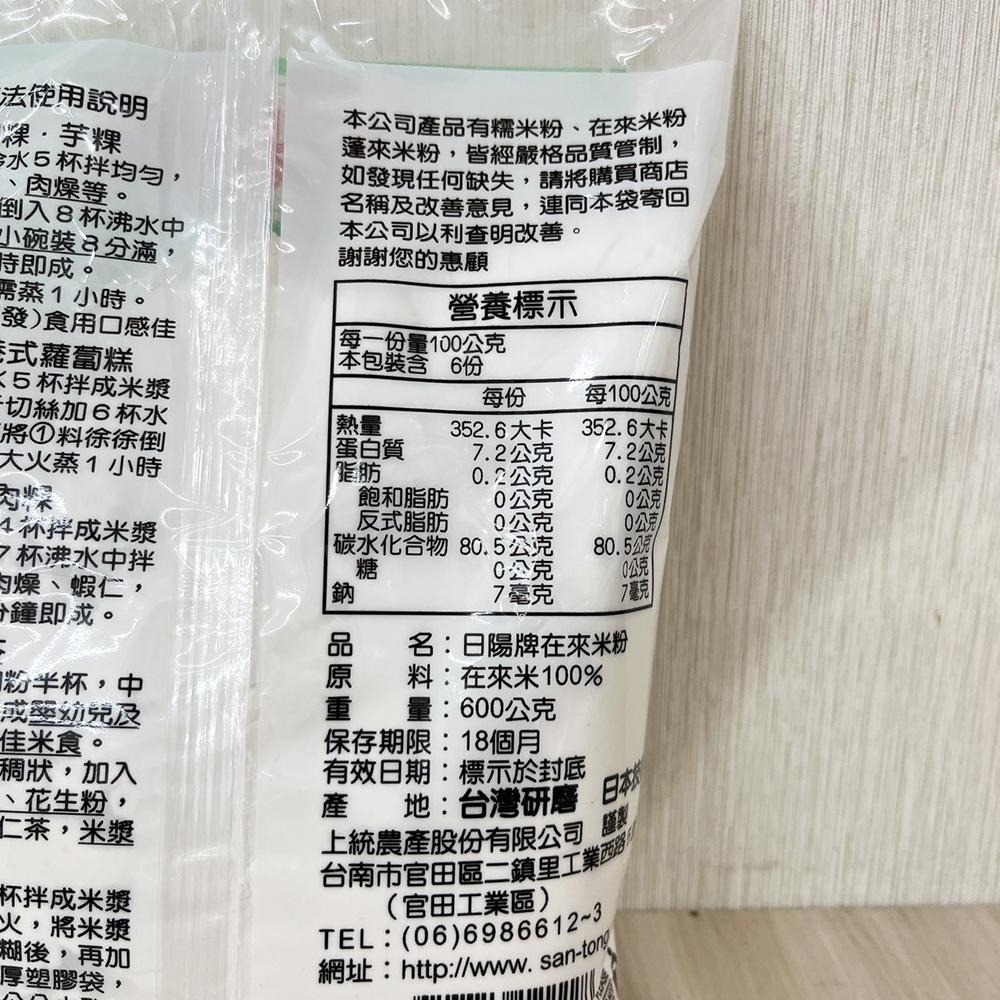 法使用說明
粿．芋粿
水5杯拌均勻，
、肉燥等。
倒入8杯沸水中
小碗裝8分滿，
時即成。
需蒸1小時。
發)食用口感佳
式蘿蔔糕
5杯拌成米漿
切絲加6杯水
將①料徐徐倒
大火蒸1小時
肉粿
4杯拌成米漿
7杯沸水中拌
肉燥、蝦仁，
分鐘即成。
茶
粉半杯，中
成嬰幼兒及
佳米食。
稠狀，加入
、花生粉，
仁茶，米漿
杯拌成米漿
火，將米漿
糊後，再加
厚塑膠袋，
本公司產品有糯米粉、在來米粉
蓬來米粉，皆經嚴格品質管制，
如發現任何缺失，請將購買商店
名稱及改善意見，連同本袋寄回
本公司以利查明改善。
謝謝您的惠顧
營養標示
每一份量100公克
本包裝含 6份
每份 每100公克
熱量 352.6大卡 352.6大卡
蛋白質 7.2公克 7.2公克
脂肪 0.2公克 0.2公克
飽和脂肪 0公克 0公克
反式脂肪 0公克 0公克
碳水化合物 80.5公克 80.5公克
糖 0公克 0公克
鈉 7毫克 7毫克
品 名：日陽牌在來米粉
原 料：在來米100%
重 量：600公克
保存期限：18個月
有效日期：標示於封底
產 地：台灣研磨 日本技
上統農產股份有限公司 謹製
台南市官田區二鎮里工業西路
（官田工業區）
TEL：(06)6986612~3
網址：http://www.san-tong